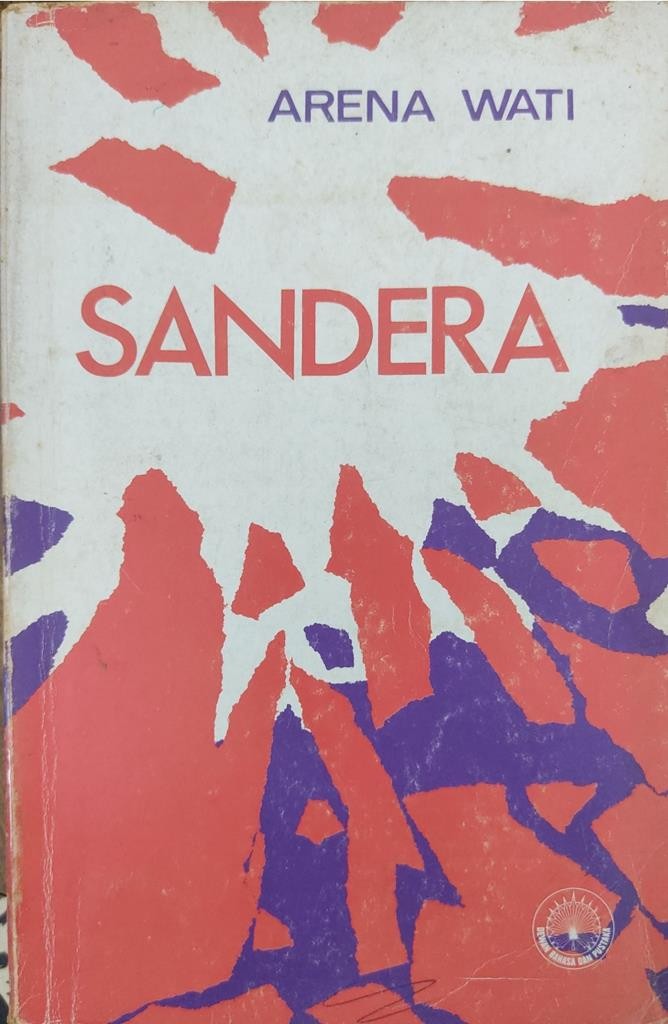 ARENA WATI
SANDERA
DEWAN BAHASA DAN PUSTAKA